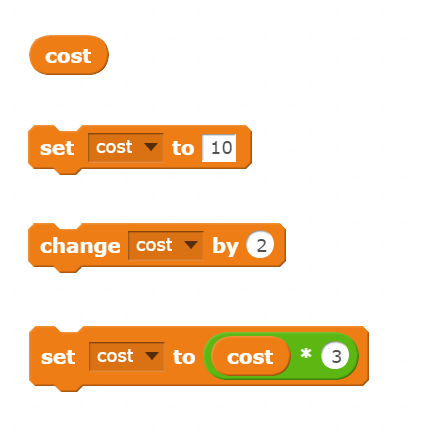 cost
set cost to 10
change cost by 2
set cost to cost * 3